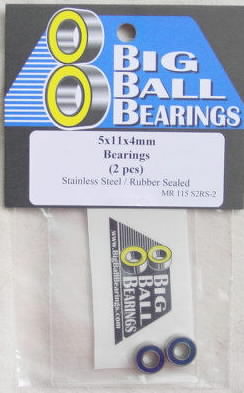 BIG
BALL
BEARINGS
5x11x4mm
Bearings
(2 pcs)
Stainless Steel / Rubber Sealed
MR 115 S2RS-2
www.BigBallBearings.com
BIG
BALL
BEARINGS